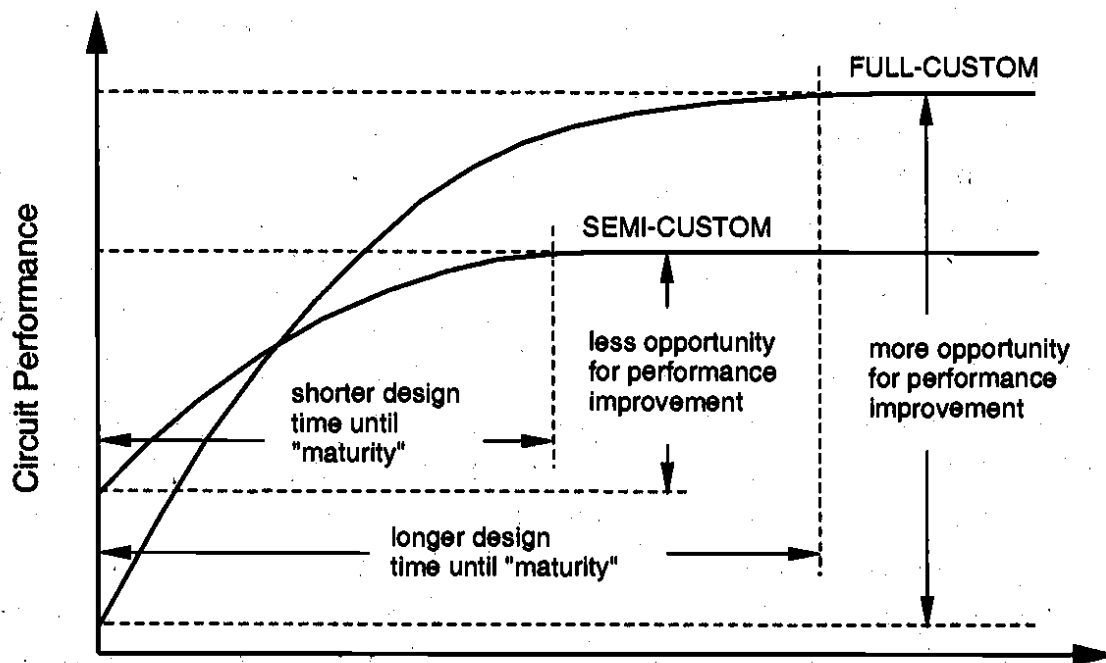 FULL-CUSTOM
SEMI-CUSTOM
Circuit Performance
less opportunity
for performance
improvement
more opportunity
for performance
improvement
shorter design
time until
"maturity"
longer design
time until "maturity"